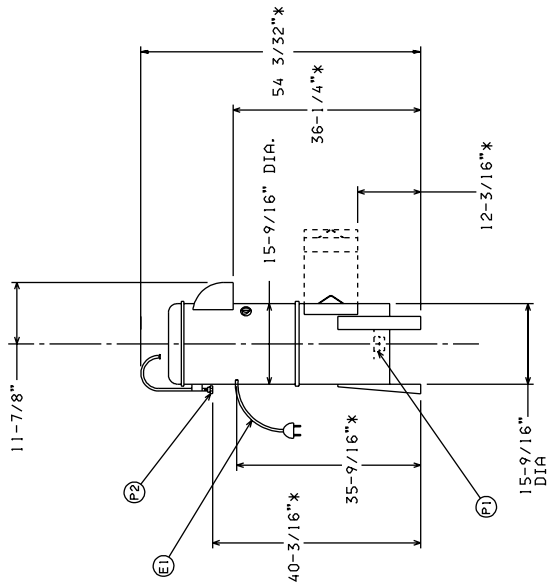 54 3/32"*
36-1/4"*
15-9/16" DIA.
12-3/16"*
11-7/8"
P2
E1
35-9/16"*
40-3/16"*
P1
15-9/16"
DIA